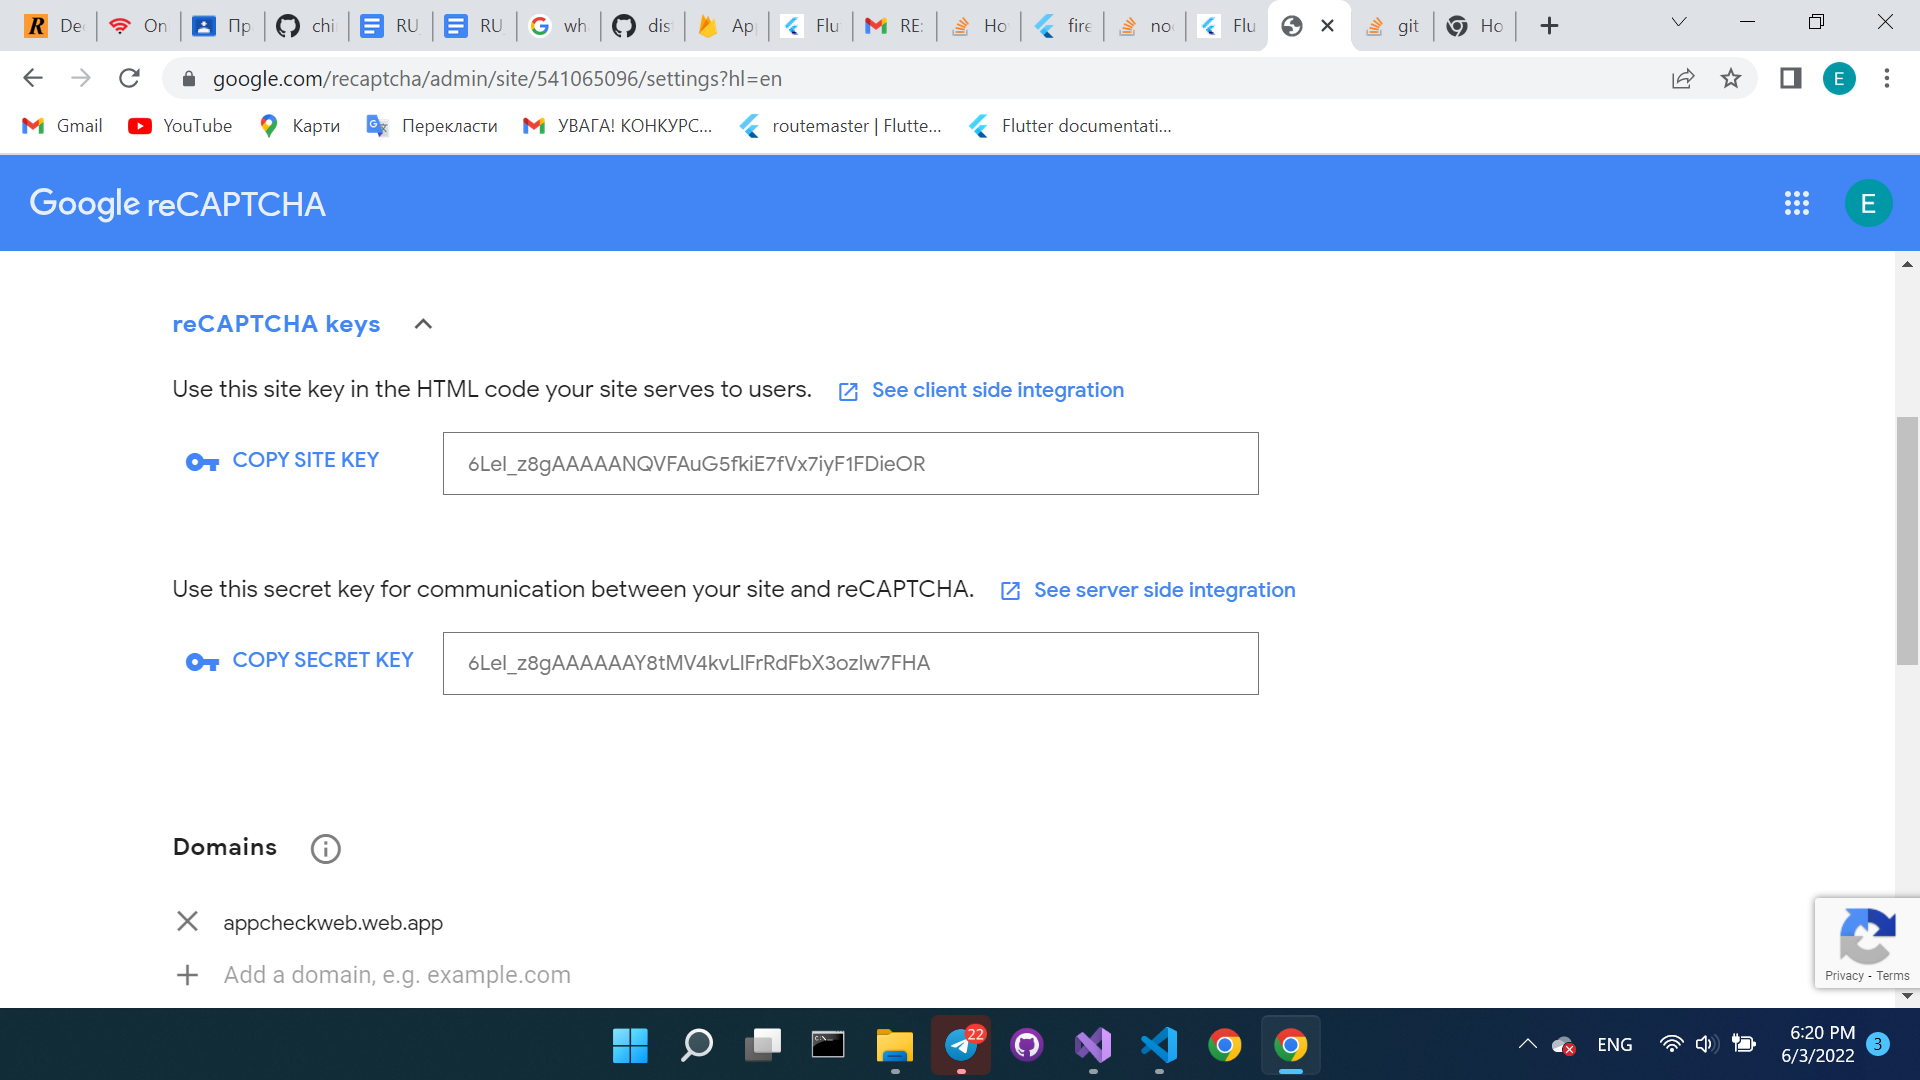 Dec
On
Пр
chi
RU
RU
wh
dis
Ap
Flu
RE:
Ho
fire
no
Flu
git
Ho
google.com/recaptcha/admin/site/541065096/settings?hl=en
E
Gmail
YouTube
Карти
Перекласти
УВАГА! КОНКУРС...
routemaster | Flutte...
Flutter documentati...
Google reCAPTCHA
E
reCAPTCHA keys
Use this site key in the HTML code your site serves to users.
See client side integration
COPY SITE KEY
6LeI_z8gAAAAANQVFAuG5fkiE7fVx7iyF1FDieOR
Use this secret key for communication between your site and reCAPTCHA.
See server side integration
COPY SECRET KEY
6LeI_z8gAAAAAAY8tMV4kvLlFrRdFbX3ozlw7FHA
Domains
appcheckweb.web.app
Add a domain, e.g. example.com
Privacy - Terms
22
ENG
6:20 PM
6/3/2022
3